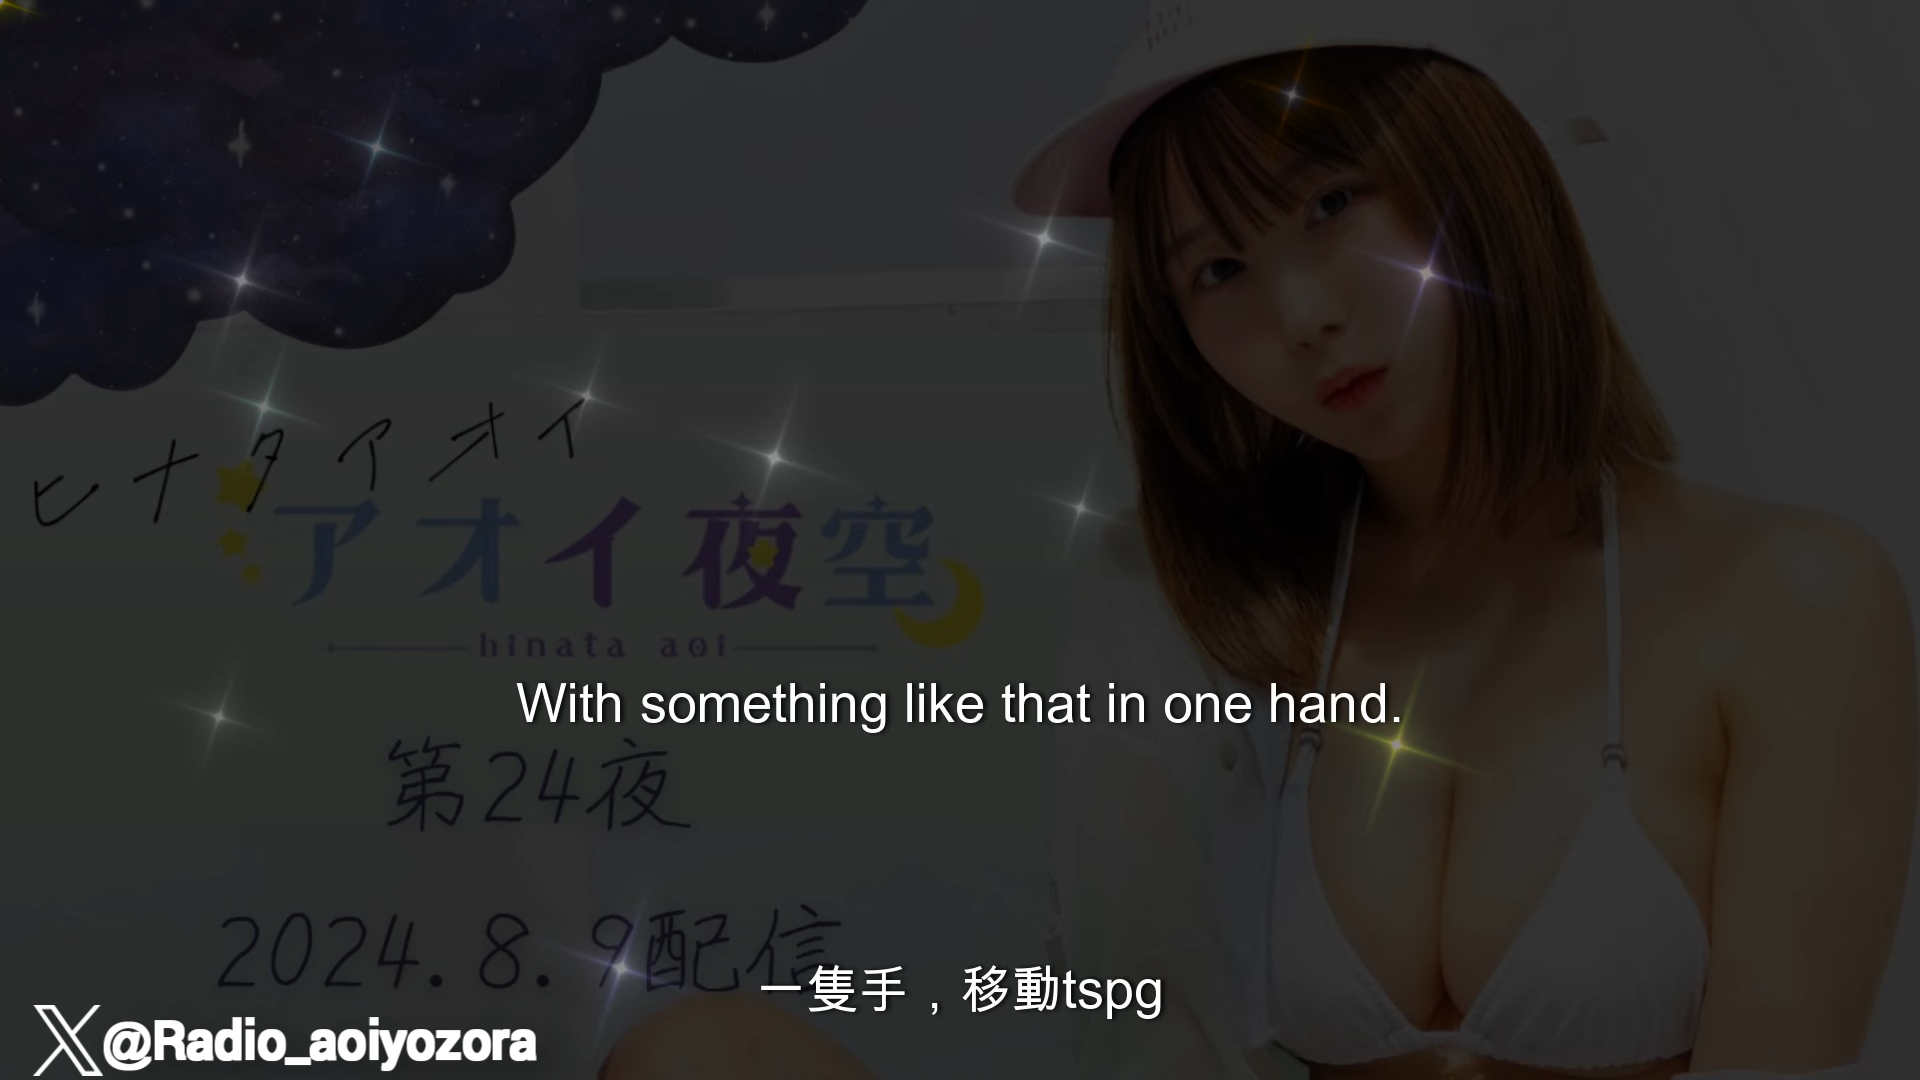 ヒナタアオイ
アオイ夜空
hinata aoi
With something like that in one hand.
第24夜
2024.8.9配信
一隻手，移動tspg
X@Radio_aoiyozora